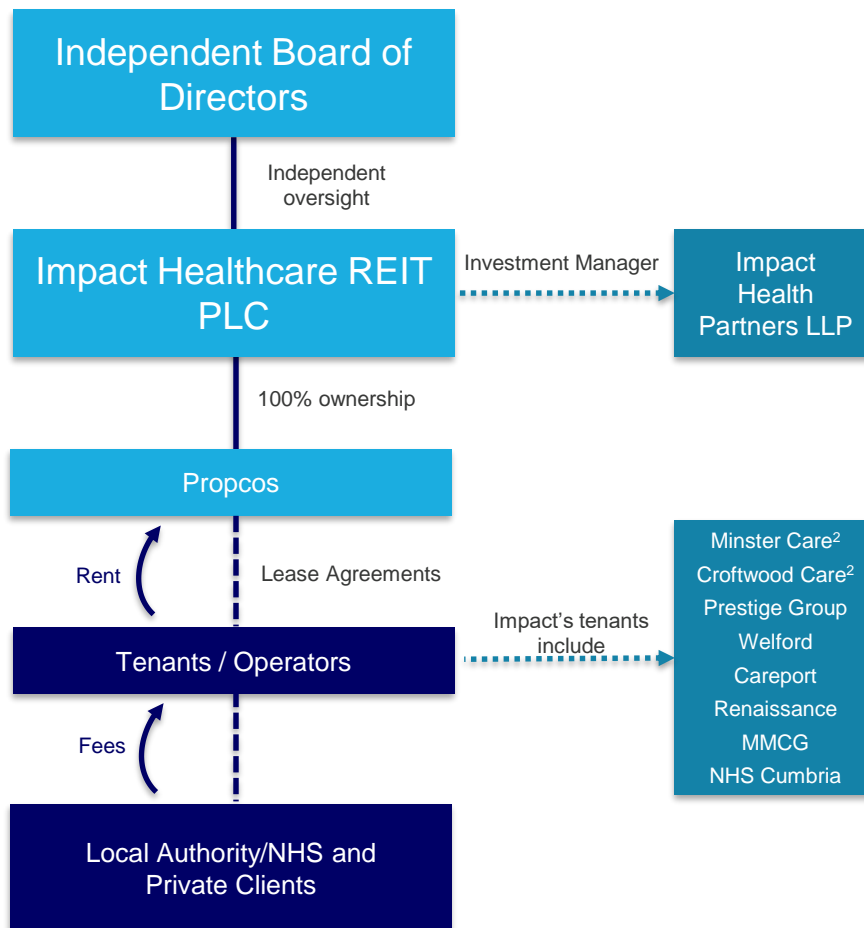 Independent Board of
Directors
Independent
oversight
Impact Healthcare REIT
PLC
Investment Manager
Impact
Health
Partners LLP
100% ownership
Propcos
Rent
Lease Agreements
Tenants / Operators
Impact's tenants
include
Minster Care²
Croftwood Care²
Prestige Group
Welford
Careport
Renaissance
MMCG
NHS Cumbria
Fees
Local Authority/NHS and
Private Clients